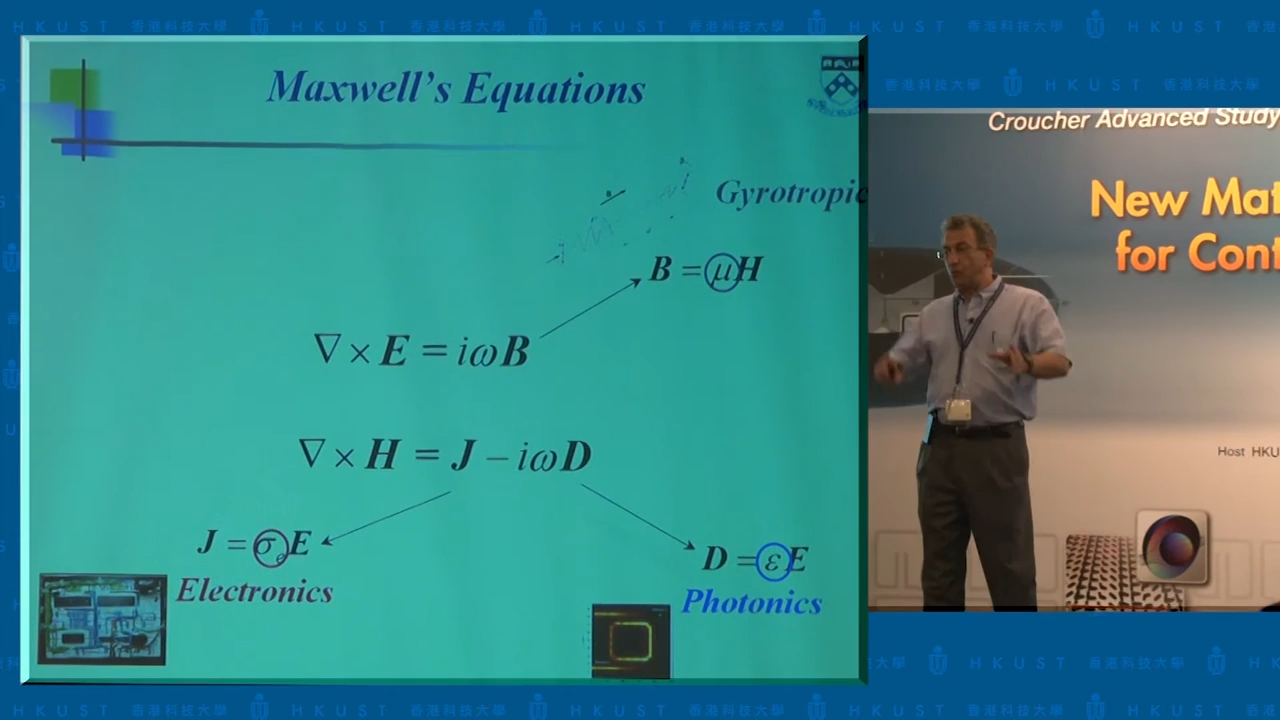 HKUST 香港科技大學
Maxwell's Equations
Gyrotropic
B = μH
∇ × E = iωB
∇ × H = J − iωD
J = σₑE
Electronics
D = εE
Photonics
Croucher Advanced Study
New Mat
for Cont
Host HKU